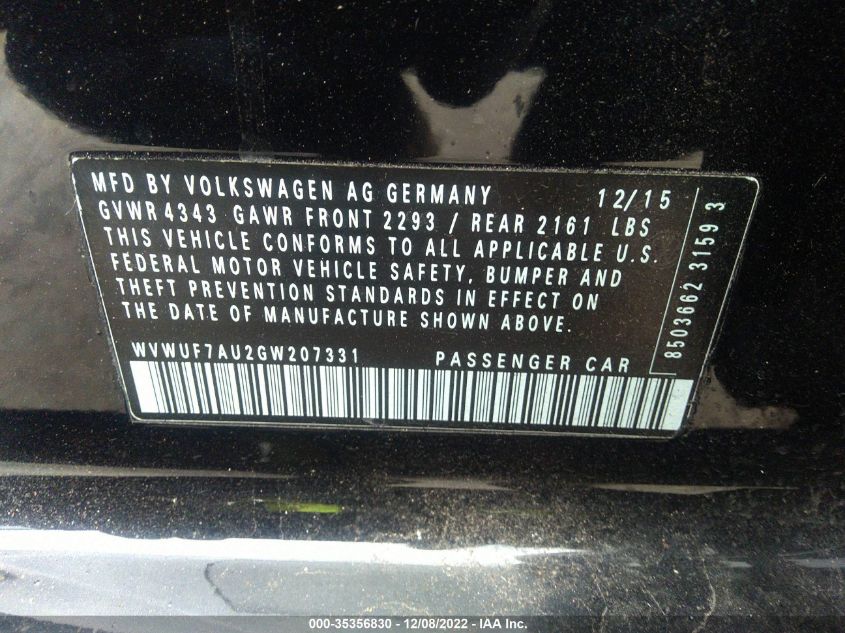 MFD BY VOLKSWAGEN AG GERMANY 12/15
GVWR 4343 GAWR FRONT 2293 / REAR 2161 LBS
THIS VEHICLE CONFORMS TO ALL APPLICABLE U.S.
FEDERAL MOTOR VEHICLE SAFETY, BUMPER AND
THEFT PREVENTION STANDARDS IN EFFECT ON
THE DATE OF MANUFACTURE SHOWN ABOVE.
WVWUF7AU2GW207331 PASSENGER CAR
8503662 3159 3
000-35356830 - 12/08/2022 - IAA Inc.